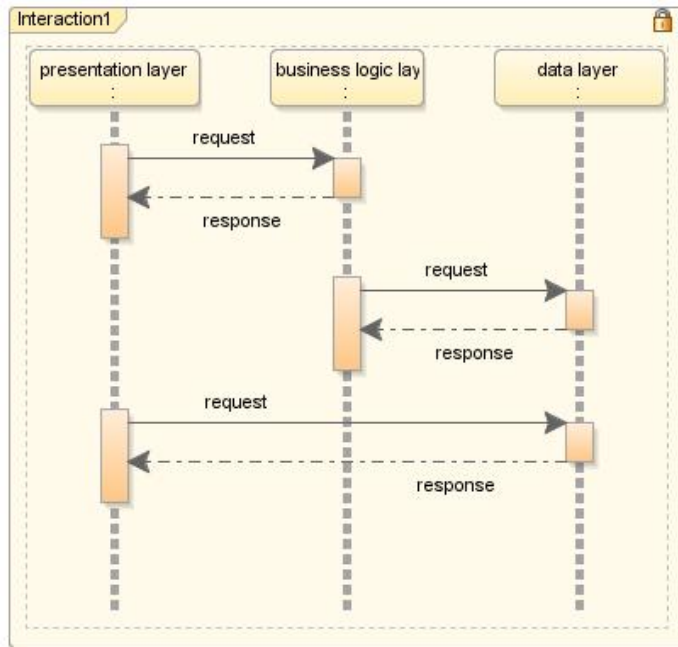 Interaction1
presentation layer
:
business logic lay
:
data layer
:
request
response
request
response
request
response